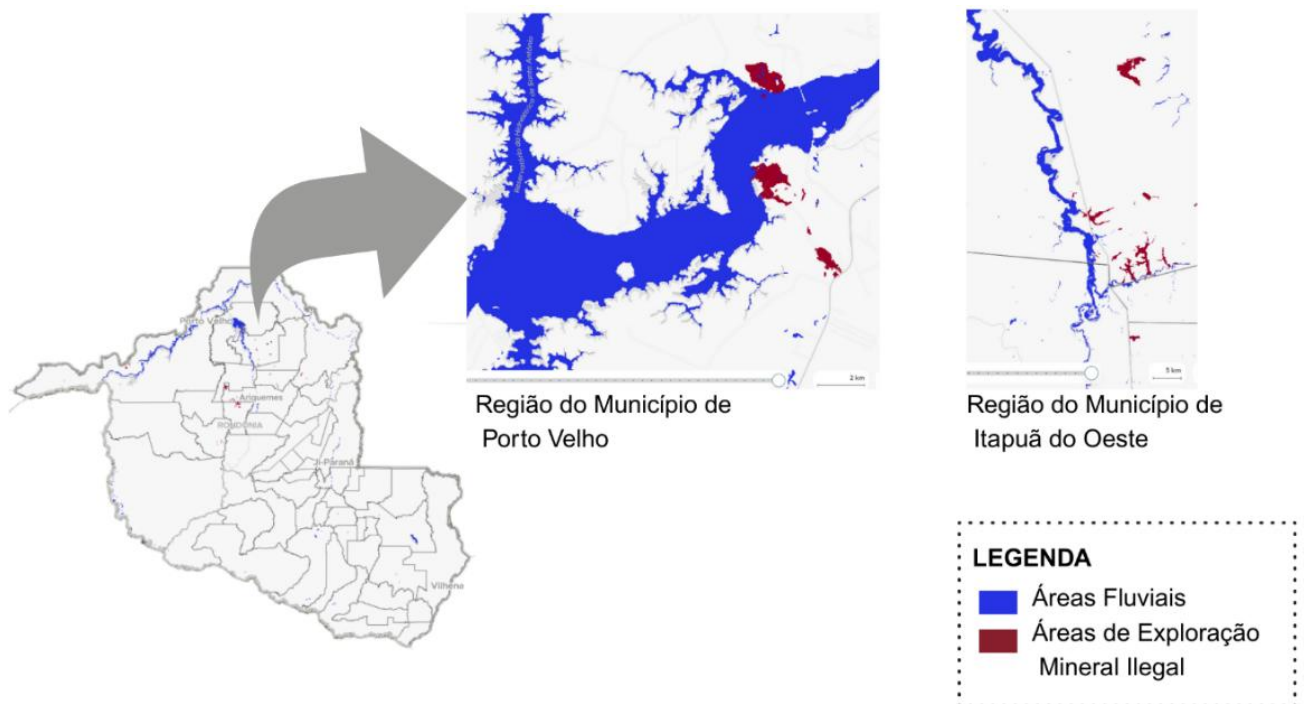 Porto Velho
Ariquemes
RONDÔNIA
Ji-Paraná
Vilhena
2 km
Região do Município de
Porto Velho
5 km
Região do Município de
Itapuã do Oeste
LEGENDA
Áreas Fluviais
Áreas de Exploração
Mineral Ilegal